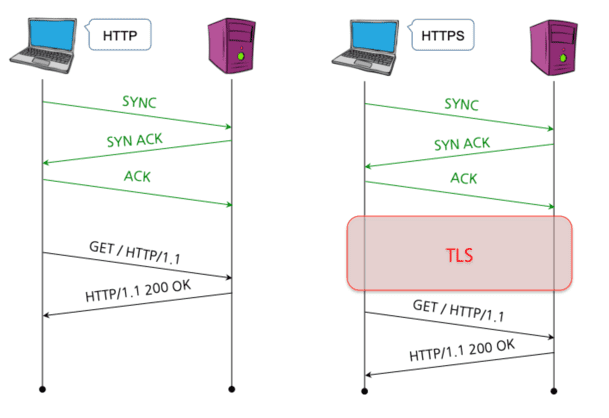 HTTP
SYNC
SYN ACK
ACK
GET / HTTP/1.1
HTTP/1.1 200 OK
HTTPS
SYNC
SYN ACK
ACK
TLS
GET / HTTP/1.1
HTTP/1.1 200 OK